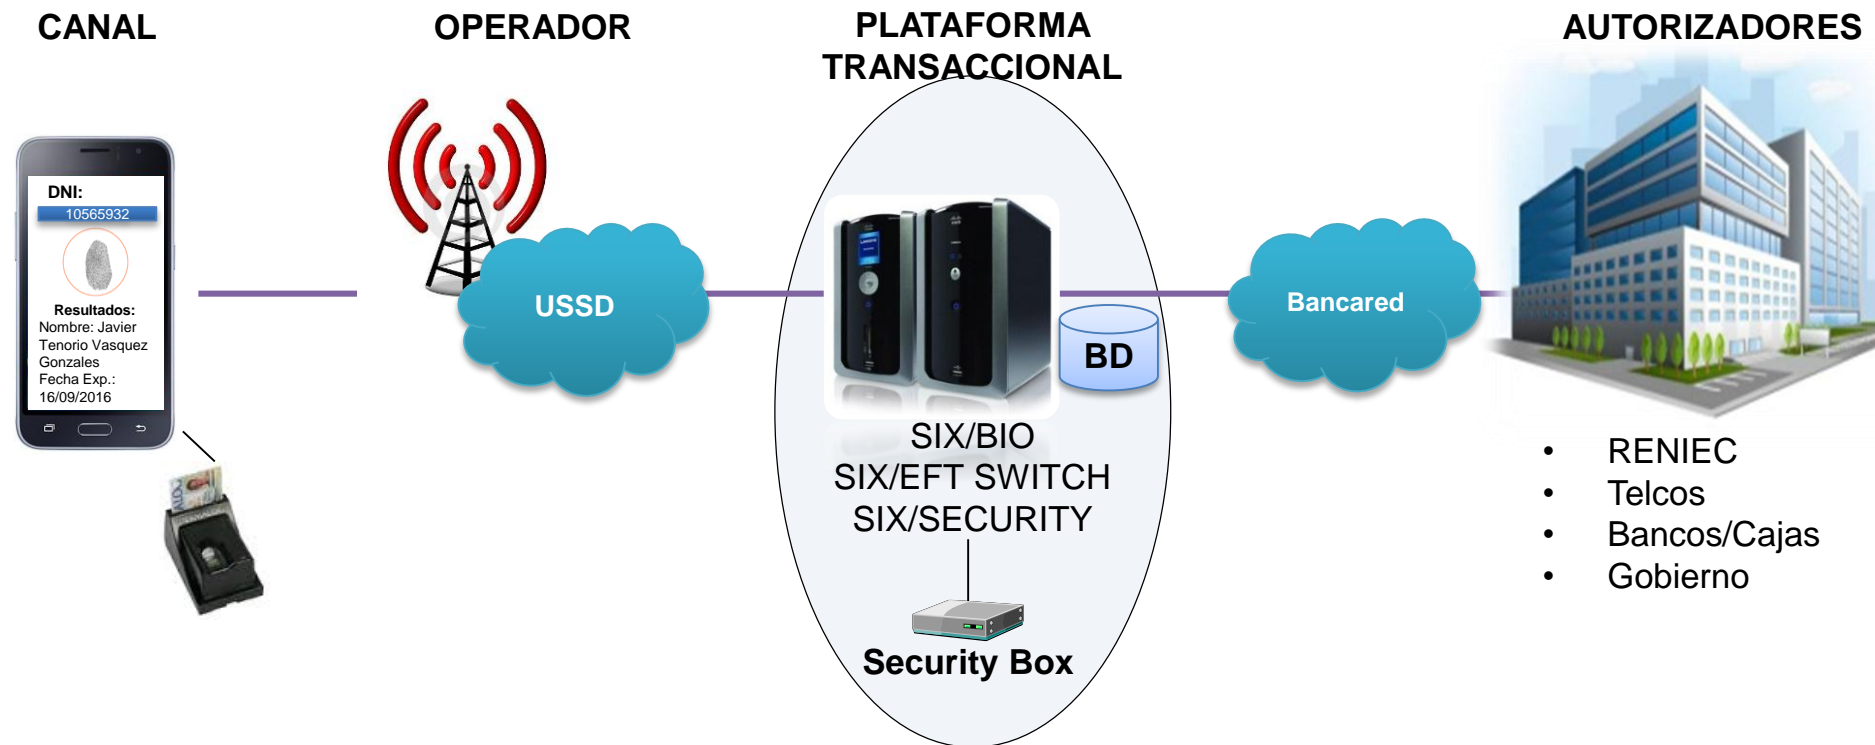 CANAL
OPERADOR
PLATAFORMA
TRANSACCIONAL
AUTORIZADORES
DNI:
10565932
Resultados:
Nombre: Javier
Tenorio Vasquez
Gonzales
Fecha Exp.:
16/09/2016
USSD
BD
SIX/BIO
SIX/EFT SWITCH
SIX/SECURITY
Security Box
Bancared
• RENIEC
• Telcos
• Bancos/Cajas
• Gobierno